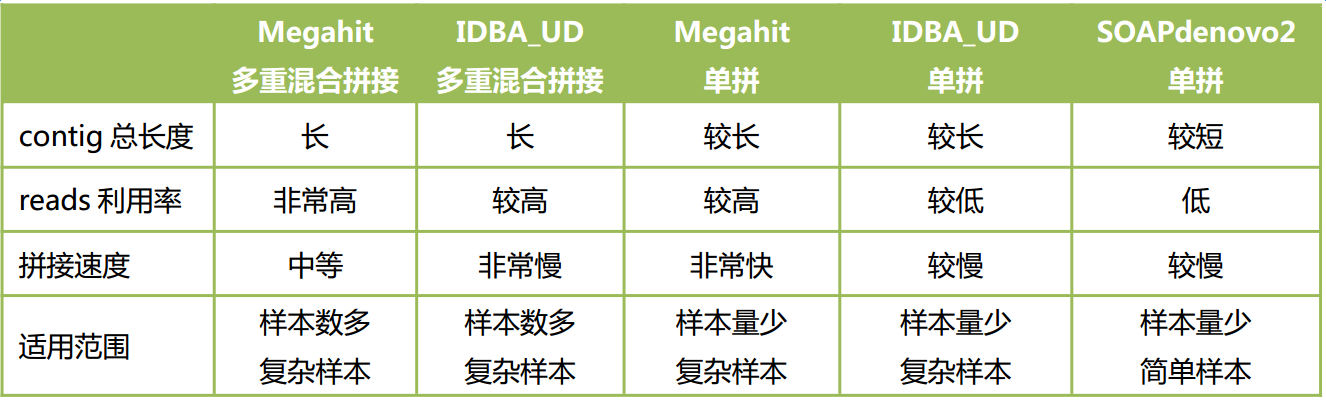 Megahit IDBA_UD Megahit IDBA_UD SOAPdenovo2
多重混合拼接 多重混合拼接 单拼 单拼 单拼
contig 总长度 长 长 较长 较长 较短
reads 利用率 非常高 较高 较高 较低 低
拼接速度 中等 非常慢 非常快 较慢 较慢
适用范围 样本数多 样本数多 样本量少 样本量少 样本量少
复杂样本 复杂样本 复杂样本 复杂样本 简单样本